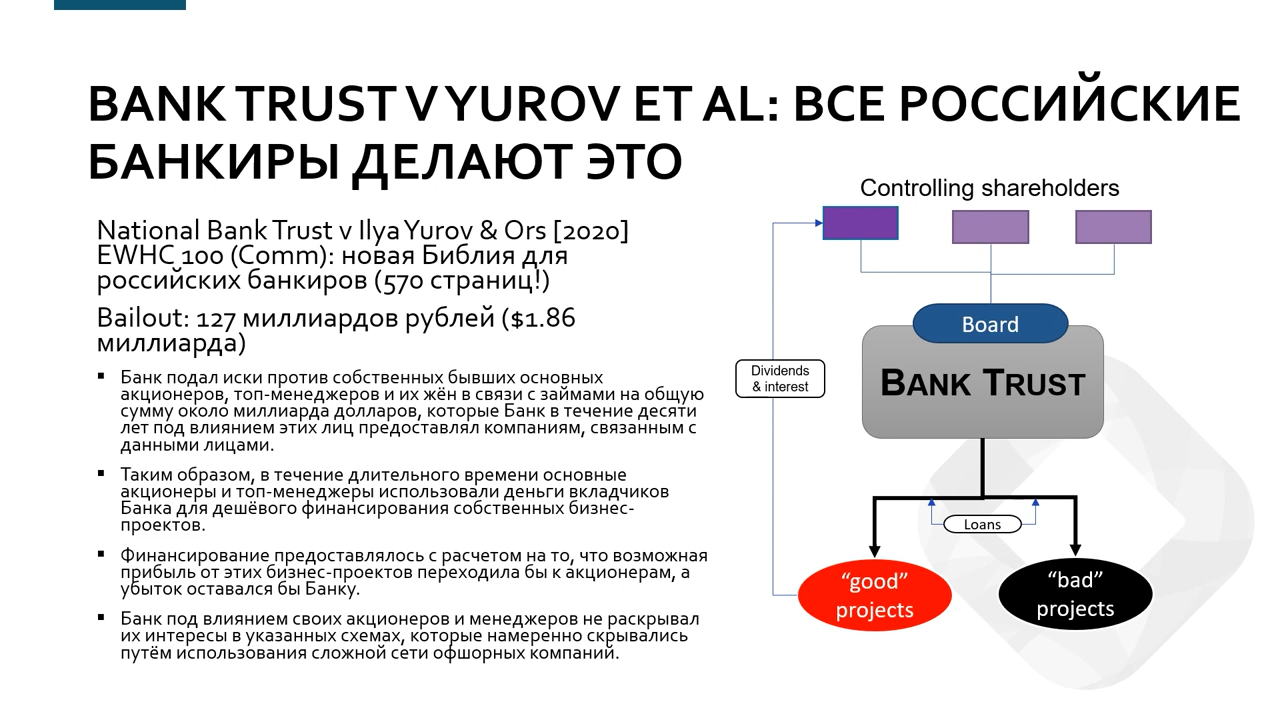 BANK TRUST V YUROV ET AL: ВСЕ РОССИЙСКИЕ
БАНКИРЫ ДЕЛАЮТ ЭТО
National Bank Trust v Ilya Yurov & Ors [2020]
EWHC 100 (Comm): новая Библия для
российских банкиров (570 страниц!)
Bailout: 127 миллиардов рублей ($1.86
миллиарда)
▪ Банк подал иски против собственных бывших основных
акционеров, топ-менеджеров и их жён в связи с займами на общую
сумму около миллиарда долларов, которые Банк в течение десяти
лет под влиянием этих лиц предоставлял компаниям, связанным с
данными лицами.
▪ Таким образом, в течение длительного времени основные
акционеры и топ-менеджеры использовали деньги вкладчиков
Банка для дешёвого финансирования собственных бизнес-
проектов.
▪ Финансирование предоставлялось с расчетом на то, что возможная
прибыль от этих бизнес-проектов переходила бы к акционерам, а
убыток оставался бы Банку.
▪ Банк под влиянием своих акционеров и менеджеров не раскрывал
их интересы в указанных схемах, которые намеренно скрывались
путём использования сложной сети офшорных компаний.
Controlling shareholders
Board
BANK TRUST
Dividends
& interest
Loans
“good”
projects
“bad”
projects